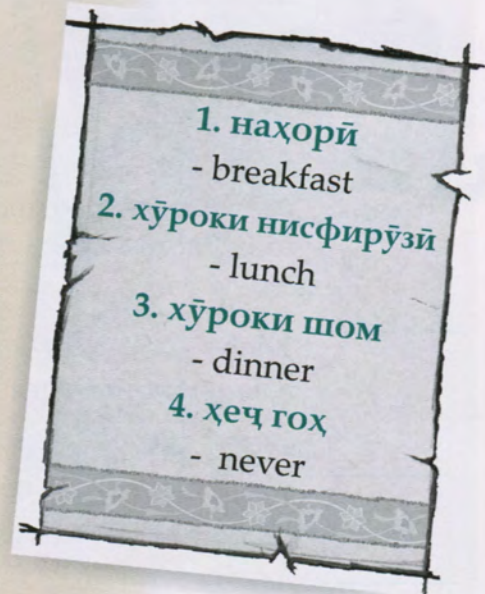 1. наҳорӣ
- breakfast
2. хӯроки нисфирӯзӣ
- lunch
3. хӯроки шом
- dinner
4. ҳеҷ гоҳ
- never